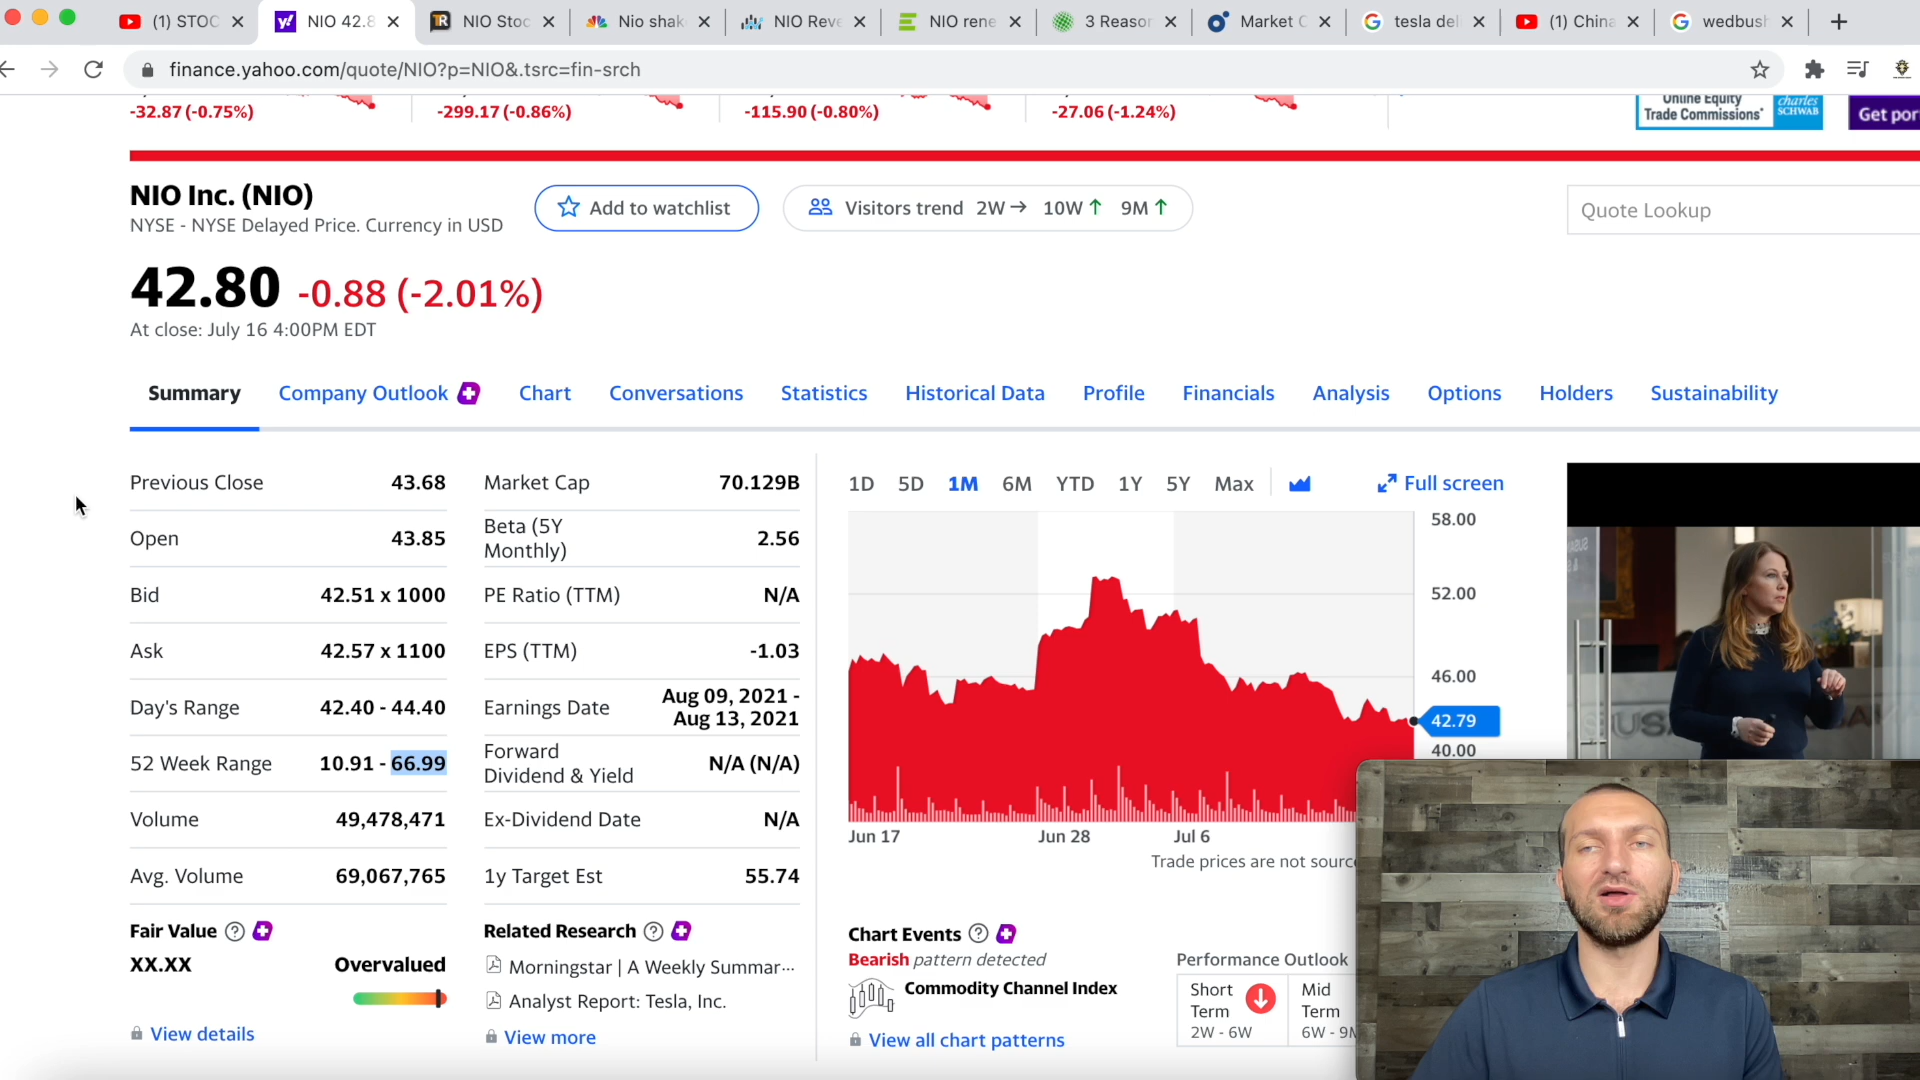 (1) STOC
NIO 42.8
NIO Stoc
Nio shak
NIO Reve
NIO rene
3 Reason
Market C
tesla del
(1) China
wedbush
finance.yahoo.com/quote/NIO?p=NIO&.tsrc=fin-srch
-32.87 (-0.75%)
-299.17 (-0.86%)
-115.90 (-0.80%)
-27.06 (-1.24%)
Online Equity
Trade Commissions*
charles
SCHWAB
Get por
NIO Inc. (NIO)
NYSE - NYSE Delayed Price. Currency in USD
Add to watchlist
Visitors trend 2W→ 10W↑ 9M↑
Quote Lookup
42.80 -0.88 (-2.01%)
At close: July 16 4:00PM EDT
Summary
Company Outlook
Chart
Conversations
Statistics
Historical Data
Profile
Financials
Analysis
Options
Holders
Sustainability
Previous Close 43.68
Open 43.85
Bid 42.51 x 1000
Ask 42.57 x 1100
Day's Range 42.40 - 44.40
52 Week Range 10.91 - 66.99
Volume 49,478,471
Avg. Volume 69,067,765
Market Cap 70.129B
Beta (5Y
Monthly) 2.56
PE Ratio (TTM) N/A
EPS (TTM) -1.03
Earnings Date Aug 09, 2021 -
Aug 13, 2021
Forward
Dividend & Yield N/A (N/A)
Ex-Dividend Date N/A
1y Target Est 55.74
1D 5D 1M 6M YTD 1Y 5Y Max
Full screen
58.00
52.00
46.00
42.79
40.00
Jun 17 Jun 28 Jul 6
Trade prices are not source
Fair Value
XX.XX Overvalued
View details
Related Research
Morningstar | A Weekly Summar...
Analyst Report: Tesla, Inc.
View more
Chart Events
Bearish pattern detected
Commodity Channel Index
View all chart patterns
Performance Outlook
Short
Term
2W - 6W
Mid
Term
6W - 9M